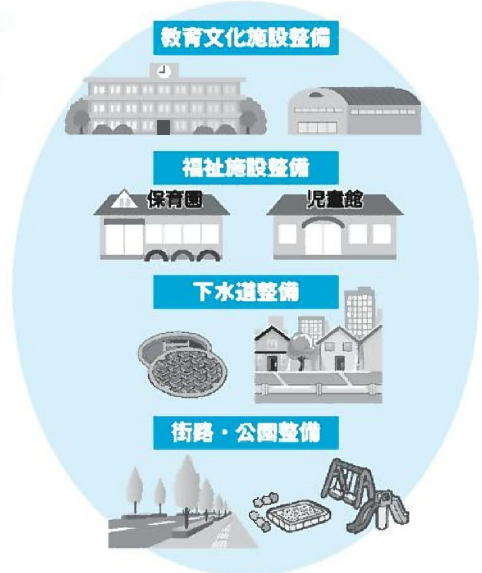 教育文化施設整備
福祉施設整備
保育園
児童館
下水道整備
街路・公園整備